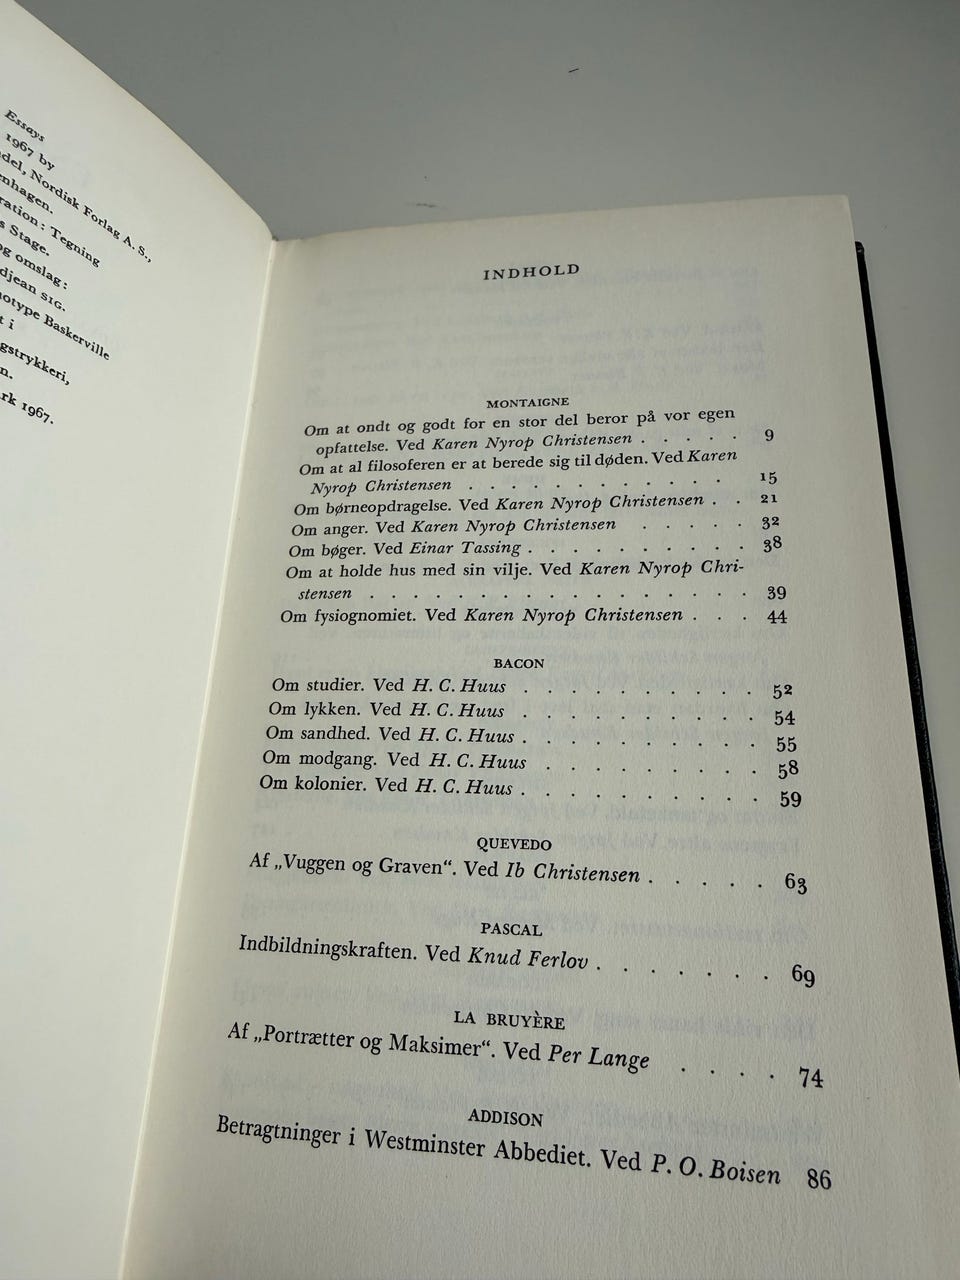 Essays
1967 by
Nordisk Forlag A. S.,
Tegning
Stage.
og omslag:
SIG.
Baskerville
i
1967.
INDHOLD
MONTAIGNE
Om at ondt og godt for en stor del beror på vor egen
opfattelse. Ved Karen Nyrop Christensen . . . . . 9
Om at al filosoferen er at berede sig til døden. Ved Karen
Nyrop Christensen . . . . . . . . . . . 15
Om børneopdragelse. Ved Karen Nyrop Christensen . . 21
Om anger. Ved Karen Nyrop Christensen . . . . . 32
Om bøger. Ved Einar Tassing . . . . . . . . . . 38
Om at holde hus med sin vilje. Ved Karen Nyrop Chri-
stensen . . . . . . . . . . . . . . . 39
Om fysiognomiet. Ved Karen Nyrop Christensen . . . 44
BACON
Om studier. Ved H. C. Huus . . . . . . . . . . 52
Om lykken. Ved H. C. Huus . . . . . . . . . . 54
Om sandhed. Ved H. C. Huus . . . . . . . . . . 55
Om modgang. Ved H. C. Huus . . . . . . . . . 58
Om kolonier. Ved H. C. Huus . . . . . . . . . . 59
QUEVEDO
Af „Vuggen og Graven“. Ved Ib Christensen . . . . . 63
PASCAL
Indbildningskraften. Ved Knud Ferlov . . . . . . . 69
LA BRUYÈRE
Af „Portrætter og Maksimer“. Ved Per Lange . . . . 74
ADDISON
Betragtninger i Westminster Abbediet. Ved P. O. Boisen 86